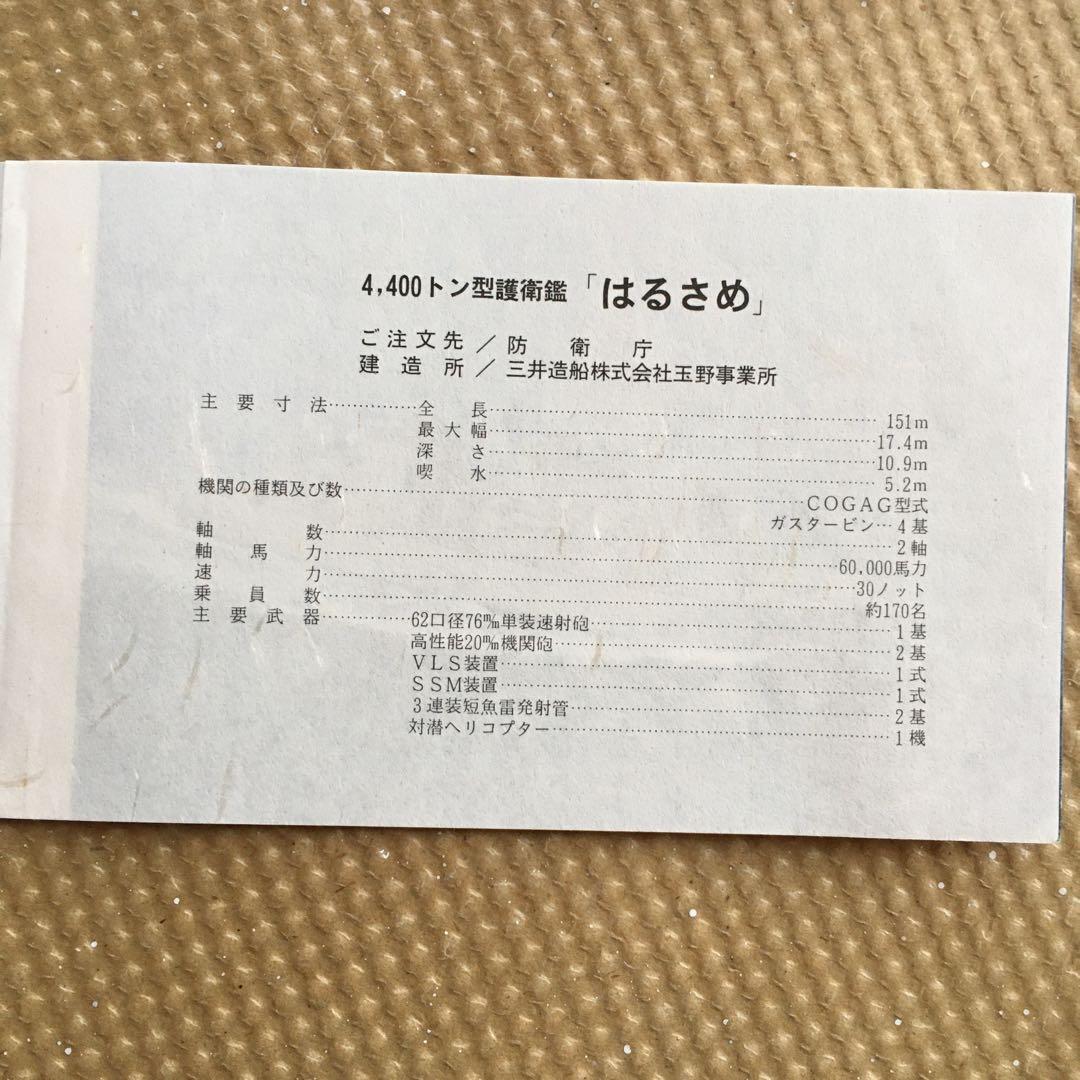 4,400トン型護衛鑑「はるさめ」
ご注文先／防衛庁
建造所／三井造船株式会社玉野事業所
主要寸法……………全長……………………………………………………151m
最大幅……………………………………………………17.4m
深さ……………………………………………………10.9m
喫水……………………………………………………5.2m
機関の種類及び数……………………………………………………COGAG型式
ガスタービン…4基
軸数……………………………………………………2軸
軸馬力……………………………………………………60,000馬力
速力……………………………………………………30ノット
乗員数……………………………………………………約170名
主要武器……………62口径76㎜単装速射砲……………………………………1基
高性能20㎜機関砲……………………………………2基
VLS装置……………………………………1式
SSM装置……………………………………1式
3連装短魚雷発射管……………………………………2基
対潜ヘリコプター……………………………………1機